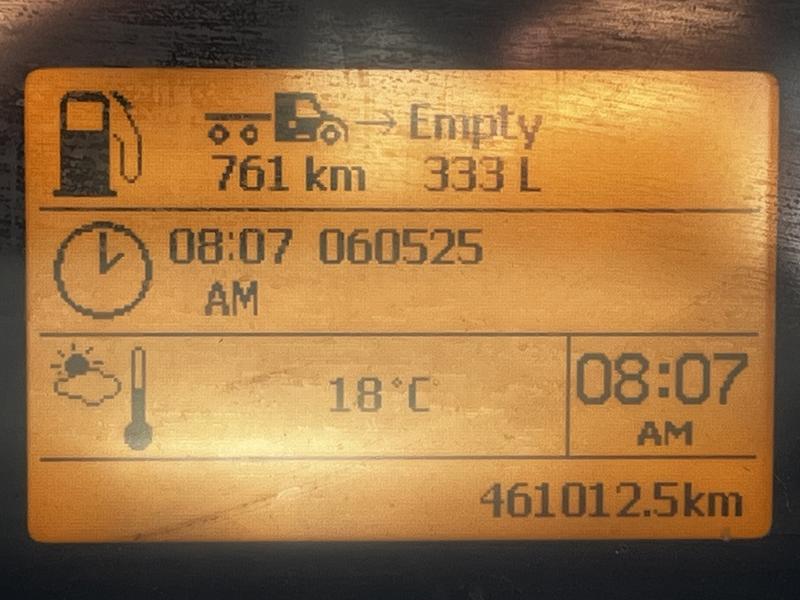 → Empty
761 km 333 L
08:07 060525
AM
18°C
08:07
AM
461012.5km